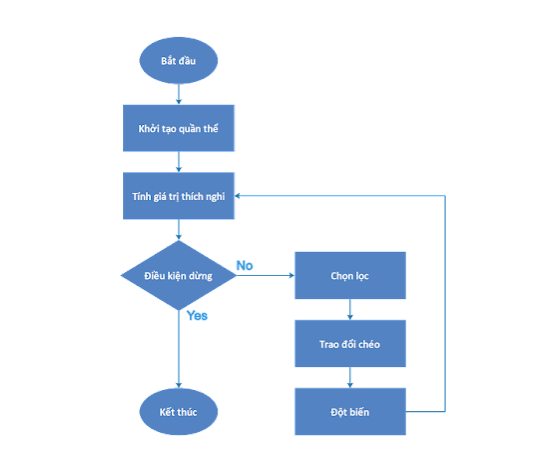 Bắt đầu
Khởi tạo quần thể
Tính giá trị thích nghi
Điều kiện dừng
No
Yes
Chọn lọc
Trao đổi chéo
Đột biến
Kết thúc